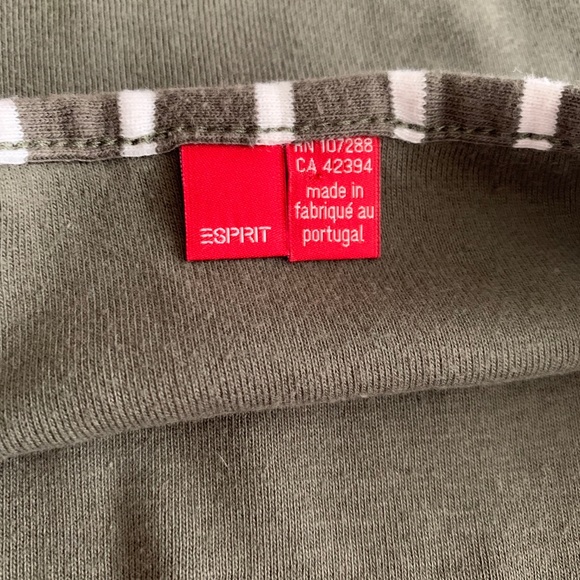 ESPRIT
RN 107288
CA 42394
made in
fabriqué au
portugal